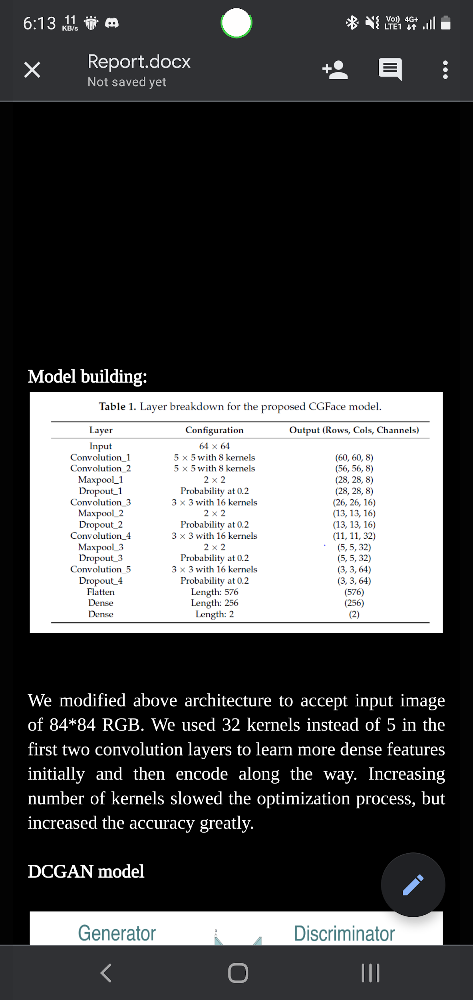 6:13 11 KB/s Vo)) LTE1 4G+
Report.docx
Not saved yet
Model building:
Table 1. Layer breakdown for the proposed CGFace model.
Layer Configuration Output (Rows, Cols, Channels)
Input 64 × 64
Convolution_1 5 × 5 with 8 kernels (60, 60, 8)
Convolution_2 5 × 5 with 8 kernels (56, 56, 8)
Maxpool_1 2 × 2 (28, 28, 8)
Dropout_1 Probability at 0.2 (28, 28, 8)
Convolution_3 3 × 3 with 16 kernels (26, 26, 16)
Maxpool_2 2 × 2 (13, 13, 16)
Dropout_2 Probability at 0.2 (13, 13, 16)
Convolution_4 3 × 3 with 16 kernels (11, 11, 32)
Maxpool_3 2 × 2 (5, 5, 32)
Dropout_3 Probability at 0.2 (5, 5, 32)
Convolution_5 3 × 3 with 16 kernels (3, 3, 64)
Dropout_4 Probability at 0.2 (3, 3, 64)
Flatten Length: 576 (576)
Dense Length: 256 (256)
Dense Length: 2 (2)
We modified above architecture to accept input image
of 84*84 RGB. We used 32 kernels instead of 5 in the
first two convolution layers to learn more dense features
initially and then encode along the way. Increasing
number of kernels slowed the optimization process, but
increased the accuracy greatly.
DCGAN model
Generator 3 Discriminator